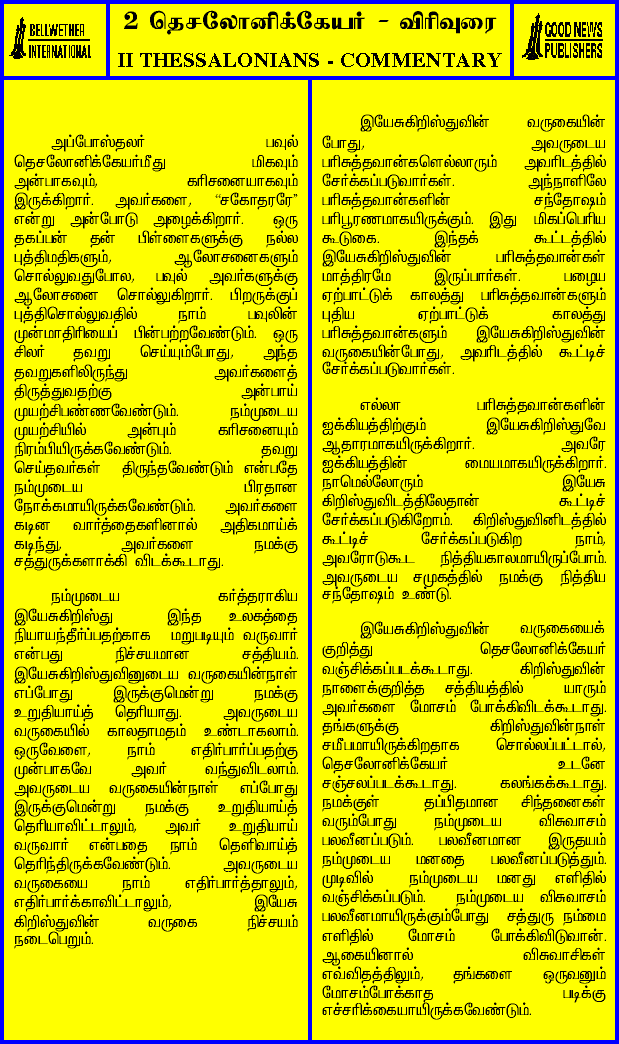 BELLWETHER
INTERNATIONAL
2 தெசலோனிக்கேயர் - விரிவுரை
II THESSALONIANS - COMMENTARY
GOOD NEWS
PUBLISHERS
அப்போஸ்தலர் பவுல்
தெசலோனிக்கேயர்மீது மிகவும்
அன்பாகவும், கரிசனையாகவும்
இருக்கிறார். அவர்களை, “சகோதரரே”
என்று அன்போடு அழைக்கிறார். ஒரு
தகப்பன் தன் பிள்ளைகளுக்கு நல்ல
புத்திமதிகளும், ஆலோசனைகளும்
சொல்லுவதுபோல, பவுல் அவர்களுக்கு
ஆலோசனை சொல்லுகிறார். பிறருக்குப்
புத்திசொல்லுவதில் நாம் பவுலின்
முன்மாதிரியைப் பின்பற்றவேண்டும். ஒரு
சிலர் தவறு செய்யும்போது, அந்த
தவறுகளிலிருந்து அவர்களைத்
திருத்துவதற்கு அன்பாய்
முயற்சிபண்ணவேண்டும். நம்முடைய
முயற்சியில் அன்பும் கரிசனையும்
நிரம்பியிருக்கவேண்டும். தவறு
செய்தவர்கள் திருந்தவேண்டும் என்பதே
நம்முடைய பிரதான
நோக்கமாயிருக்கவேண்டும். அவர்களை
கடின வார்த்தைகளினால் அதிகமாய்க்
கடிந்து, அவர்களை நமக்கு
சத்துருக்களாக்கி விடக்கூடாது.
நம்முடைய கர்த்தராகிய
இயேசுகிறிஸ்து இந்த உலகத்தை
நியாயந்தீர்ப்பதற்காக மறுபடியும் வருவார்
என்பது நிச்சயமான சத்தியம்.
இயேசுகிறிஸ்துவினுடைய வருகையின்நாள்
எப்போது இருக்குமென்று நமக்கு
உறுதியாய்த் தெரியாது. அவருடைய
வருகையில் காலதாமதம் உண்டாகலாம்.
ஒருவேளை, நாம் எதிர்பார்ப்பதற்கு
முன்பாகவே அவர் வந்துவிடலாம்.
அவருடைய வருகையின்நாள் எப்போது
இருக்குமென்று நமக்கு உறுதியாய்த்
தெரியாவிட்டாலும், அவர் உறுதியாய்
வருவார் என்பதை நாம் தெளிவாய்த்
தெரிந்திருக்கவேண்டும். அவருடைய
வருகையை நாம் எதிர்பார்த்தாலும்,
எதிர்பார்க்காவிட்டாலும், இயேசு
கிறிஸ்துவின் வருகை நிச்சயம்
நடைபெறும்.
இயேசுகிறிஸ்துவின் வருகையின்
போது, அவருடைய
பரிசுத்தவான்களெல்லாரும் அவரிடத்தில்
சேர்க்கப்படுவார்கள். அந்நாளிலே
பரிசுத்தவான்களின் சந்தோஷம்
பரிபூரணமாகயிருக்கும். இது மிகப்பெரிய
கூடுகை. இந்தக் கூட்டத்தில்
இயேசுகிறிஸ்துவின் பரிசுத்தவான்கள்
மாத்திரமே இருப்பார்கள். பழைய
ஏற்பாட்டுக் காலத்து பரிசுத்தவான்களும்
புதிய ஏற்பாட்டுக் காலத்து
பரிசுத்தவான்களும் இயேசுகிறிஸ்துவின்
வருகையின்போது, அவரிடத்தில் கூட்டிச்
சேர்க்கப்படுவார்கள்.
எல்லா பரிசுத்தவான்களின்
ஐக்கியத்திற்கும் இயேசுகிறிஸ்துவே
ஆதாரமாகயிருக்கிறார். அவரே
ஐக்கியத்தின் மையமாகயிருக்கிறார்.
நாமெல்லோரும் இயேசு
கிறிஸ்துவிடத்திலேதான் கூட்டிச்
சேர்க்கப்படுகிறோம். கிறிஸ்துவினிடத்தில்
கூட்டிச் சேர்க்கப்படுகிற நாம்,
அவரோடுகூட நித்தியகாலமாயிருப்போம்.
அவருடைய சமுகத்தில் நமக்கு நித்திய
சந்தோஷம் உண்டு.
இயேசுகிறிஸ்துவின் வருகையைக்
குறித்து தெசலோனிக்கேயர்
வஞ்சிக்கப்படக்கூடாது. கிறிஸ்துவின்
நாளைக்குறித்த சத்தியத்தில் யாரும்
அவர்களை மோசம் போக்கிவிடக்கூடாது.
தங்களுக்கு கிறிஸ்துவின்நாள்
சமீபமாயிருக்கிறதாக சொல்லப்பட்டால்,
தெசலோனிக்கேயர் உடனே
சஞ்சலப்படக்கூடாது. கலங்கக்கூடாது.
நமக்குள் தப்பிதமான சிந்தனைகள்
வரும்போது நம்முடைய விசுவாசம்
பலவீனப்படும். பலவீனமான இருதயம்
நம்முடைய மனதை பலவீனப்படுத்தும்.
முடிவில் நம்முடைய மனது எளிதில்
வஞ்சிக்கப்படும். நம்முடைய விசுவாசம்
பலவீனமாயிருக்கும்போது சத்துரு நம்மை
எளிதில் மோசம் போக்கிவிடுவான்.
ஆகையினால் விசுவாசிகள்
எவ்விதத்திலும், தங்களை ஒருவனும்
மோசம்போக்காத படிக்கு
எச்சரிக்கையாயிருக்கவேண்டும்.